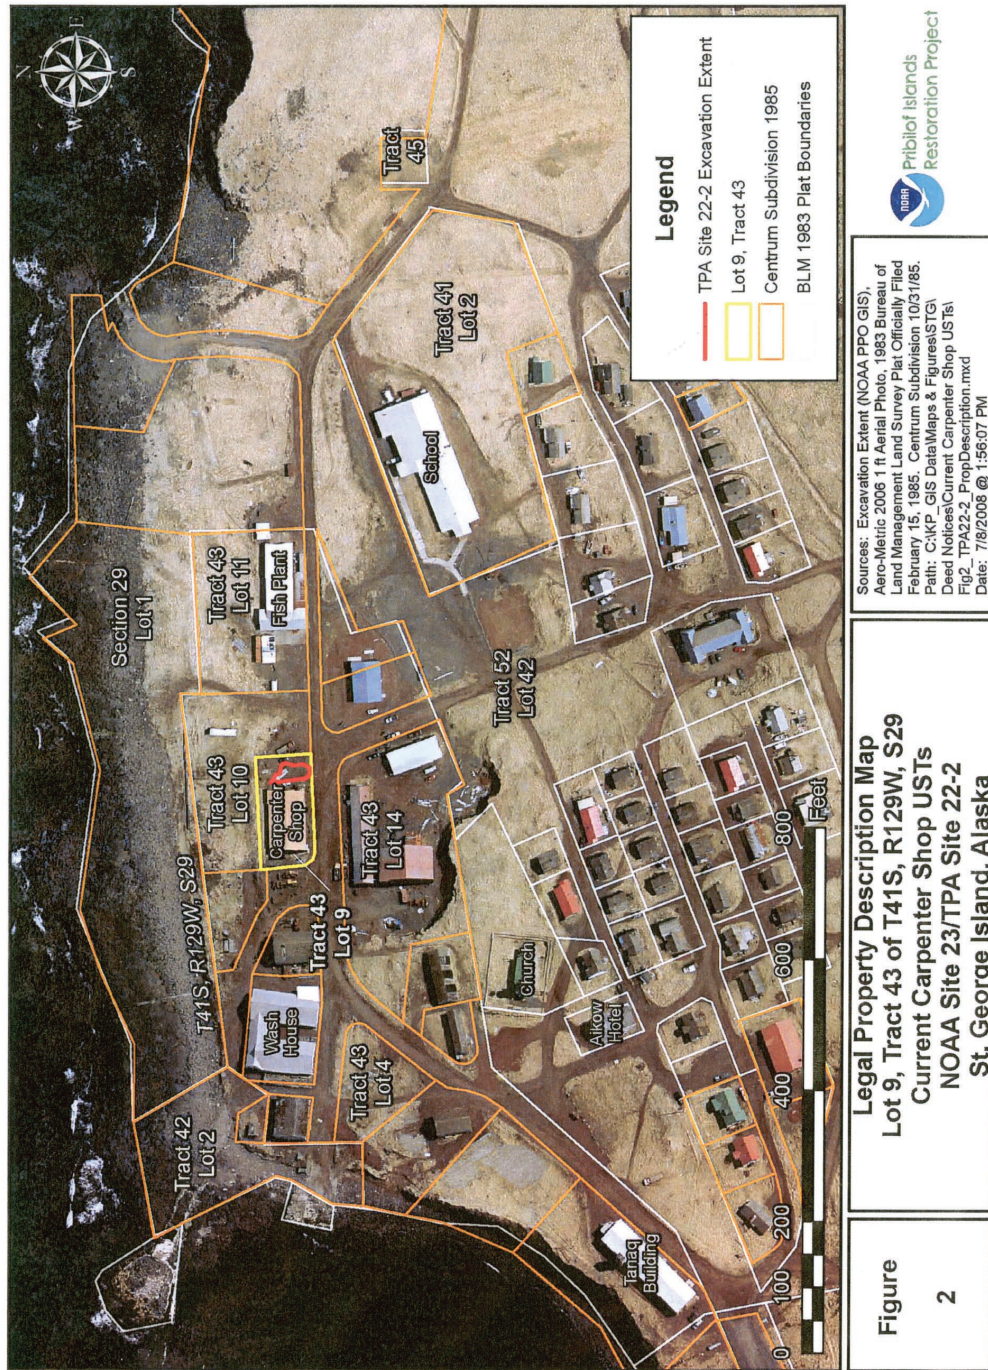 N
E
S
W
Section 29
Lot 1
T41S, R129W, S29
Tract 42
Lot 2
Tract 43
Lot 10
Tract 43
Lot 11
Fish Plant
Carpenter
Shop
Tract 43
Lot 9
Wash
House
Tract 43
Lot 4
Tract 43
Lot 14
Tract
45
Tract 41
Lot 2
School
Tract 52
Lot 42
Church
Aikow
Hotel
Tanaq
Building
0
100
200
400
600
800
Feet
Legend
TPA Site 22-2 Excavation Extent
Lot 9, Tract 43
Centrum Subdivision 1985
BLM 1983 Plat Boundaries
Figure
2
Legal Property Description Map
Lot 9, Tract 43 of T41S, R129W, S29
Current Carpenter Shop USTs
NOAA Site 23/TPA Site 22-2
St. George Island, Alaska
Sources: Excavation Extent (NOAA PPO GIS),
Aero-Metric 2006 1 ft Aerial Photo, 1983 Bureau of
Land Management Land Survey Plat Officially Filed
February 15, 1985. Centrum Subdivision 10/31/85.
Path: C:\KP_GIS Data\Maps & Figures\STG\
Deed Notices\Current Carpenter Shop USTs\
Fig2_TPA22-2_PropDescription.mxd
Date: 7/8/2008 @ 1:56:07 PM
NOAA
Pribilof Islands
Restoration Project